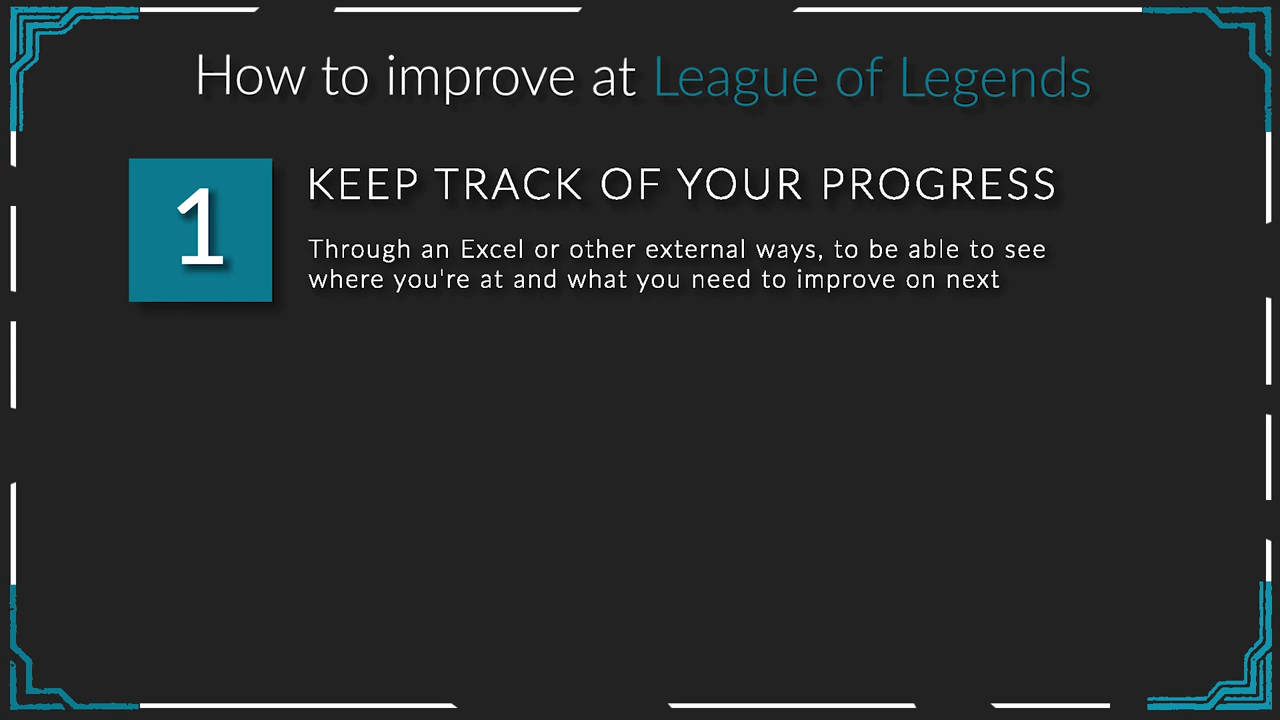 How to improve at League of Legends
1
KEEP TRACK OF YOUR PROGRESS
Through an Excel or other external ways, to be able to see
where you're at and what you need to improve on next